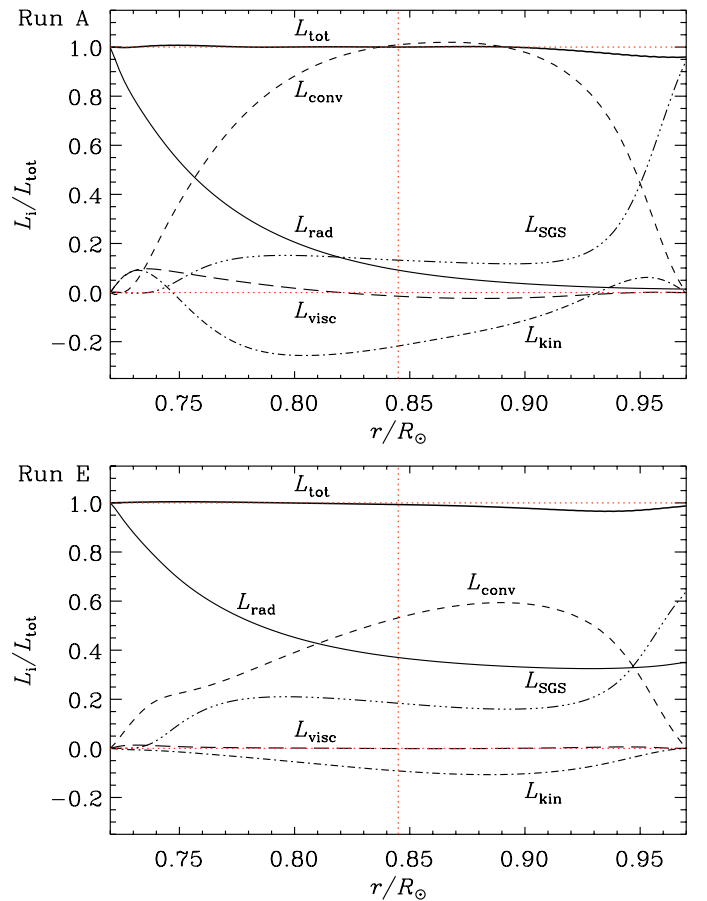 Run A
L_tot
1.0
L_conv
0.8
0.6
L_i/L_tot
0.4
L_rad
L_SGS
0.2
0.0
L_visc
L_kin
−0.2
0.75 0.80 0.85 0.90 0.95
r/R_⊙
Run E
L_tot
1.0
0.8
L_conv
0.6
L_rad
L_i/L_tot
0.4
L_SGS
0.2
L_visc
0.0
L_kin
−0.2
0.75 0.80 0.85 0.90 0.95
r/R_⊙